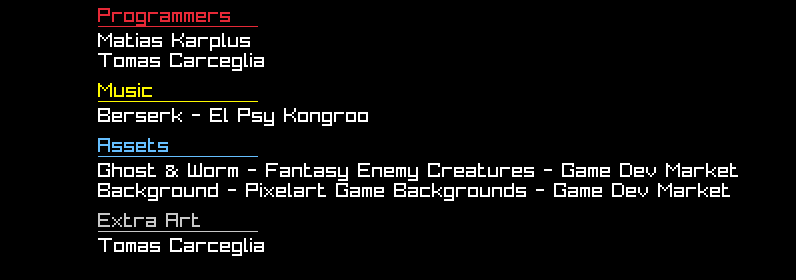 Programmers
Matias Karplus
Tomas Carceglia
Music
Berserk - El Psy Kongroo
Assets
Ghost & Worm - Fantasy Enemy Creatures - Game Dev Market
Background - Pixelart Game Backgrounds - Game Dev Market
Extra Art
Tomas Carceglia